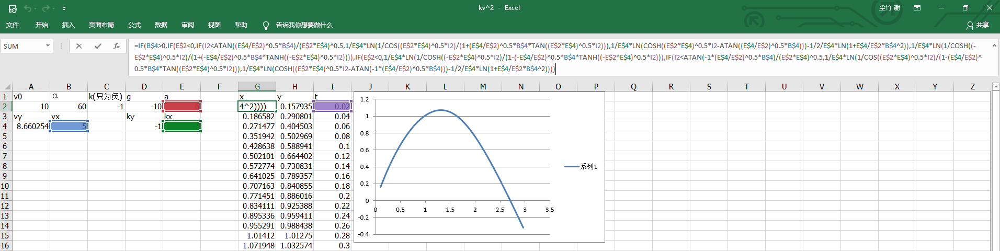 kv^2 - Excel
尘竹 谢
文件 开始 插入 页面布局 公式 数据 审阅 视图 帮助 告诉我你想要做什么 共享
SUM
fx
=IF(B$4>0,IF(E$2<0,IF(I2<ATAN((E$4/E$2)^0.5*B$4)/(E$2*E$4)^0.5,1/E$4*LN(1/COS((E$2*E$4)^0.5*I2)/(1+(E$4/E$2)^0.5*B$4*TAN((E$2*E$4)^0.5*I2))),1/E$4*LN(COSH((E$2*E$4)^0.5*I2-ATAN((E$4/E$2)^0.5*B$4)))-1/2/E$4*LN(1+E$4/E$2*B$4^2)),1/E$4*LN(1/COSH((-
E$2*E$4)^0.5*I2)/(1+(-E$4/E$2)^0.5*B$4*TANH((-E$2*E$4)^0.5*I2)))),IF(E$2<0,1/E$4*LN(1/COSH((-E$2*E$4)^0.5*I2)/(1-(-E$4/E$2)^0.5*B$4*TANH((-E$2*E$4)^0.5*I2))),IF(I2<ATAN(-1*(E$4/E$2)^0.5*B$4)/(E$2*E$4)^0.5,1/E$4*LN(1/COS((E$2*E$4)^0.5*I2)/(1-(E$4/E$2)^
0.5*B$4*TAN((E$2*E$4)^0.5*I2))),1/E$4*LN(COSH((E$2*E$4)^0.5*I2-ATAN(-1*(E$4/E$2)^0.5*B$4)))-1/2/E$4*LN(1+E$4/E$2*B$4^2))))
A B C D E F G H I J K L M N O P Q R S T U V W X Y Z
1 v0 α k(只为负) g a x y t
2 10 60 -1 -10 4^2)))) 0.157935 0.02
3 vy vx ky kx 0.186582 0.290801 0.04
4 8.660254 5 -1 0.271477 0.404503 0.06
5 0.351942 0.502969 0.08
6 0.428638 0.588941 0.1
7 0.502101 0.664402 0.12
8 0.572774 0.730831 0.14
9 0.641025 0.789357 0.16
10 0.707163 0.840855 0.18
11 0.771451 0.886016 0.2
12 0.834111 0.925388 0.22
13 0.895336 0.959411 0.24
14 0.955291 0.988438 0.26
15 1.01412 1.01275 0.28
16 1.071948 1.032574 0.3
1.2
1
0.8
0.6
0.4
0.2
0
-0.2
-0.4
0 0.5 1 1.5 2 2.5 3 3.5
系列1